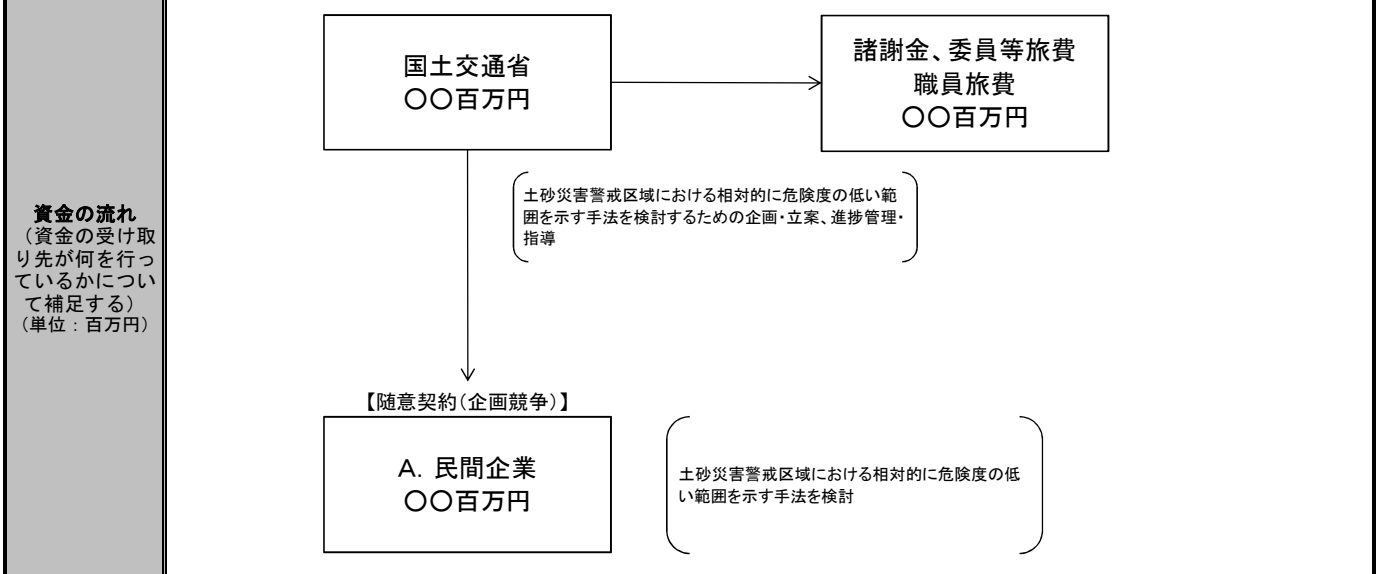 資金の流れ
（資金の受け取
り先が何を行っ
ているかについ
て補足する）
（単位：百万円）
国土交通省
〇〇百万円
諸謝金、委員等旅費
職員旅費
〇〇百万円
土砂災害警戒区域における相対的に危険度の低い範
囲を示す手法を検討するための企画・立案、進捗管理・
指導
【随意契約（企画競争）】
A．民間企業
〇〇百万円
土砂災害警戒区域における相対的に危険度の低
い範囲を示す手法を検討